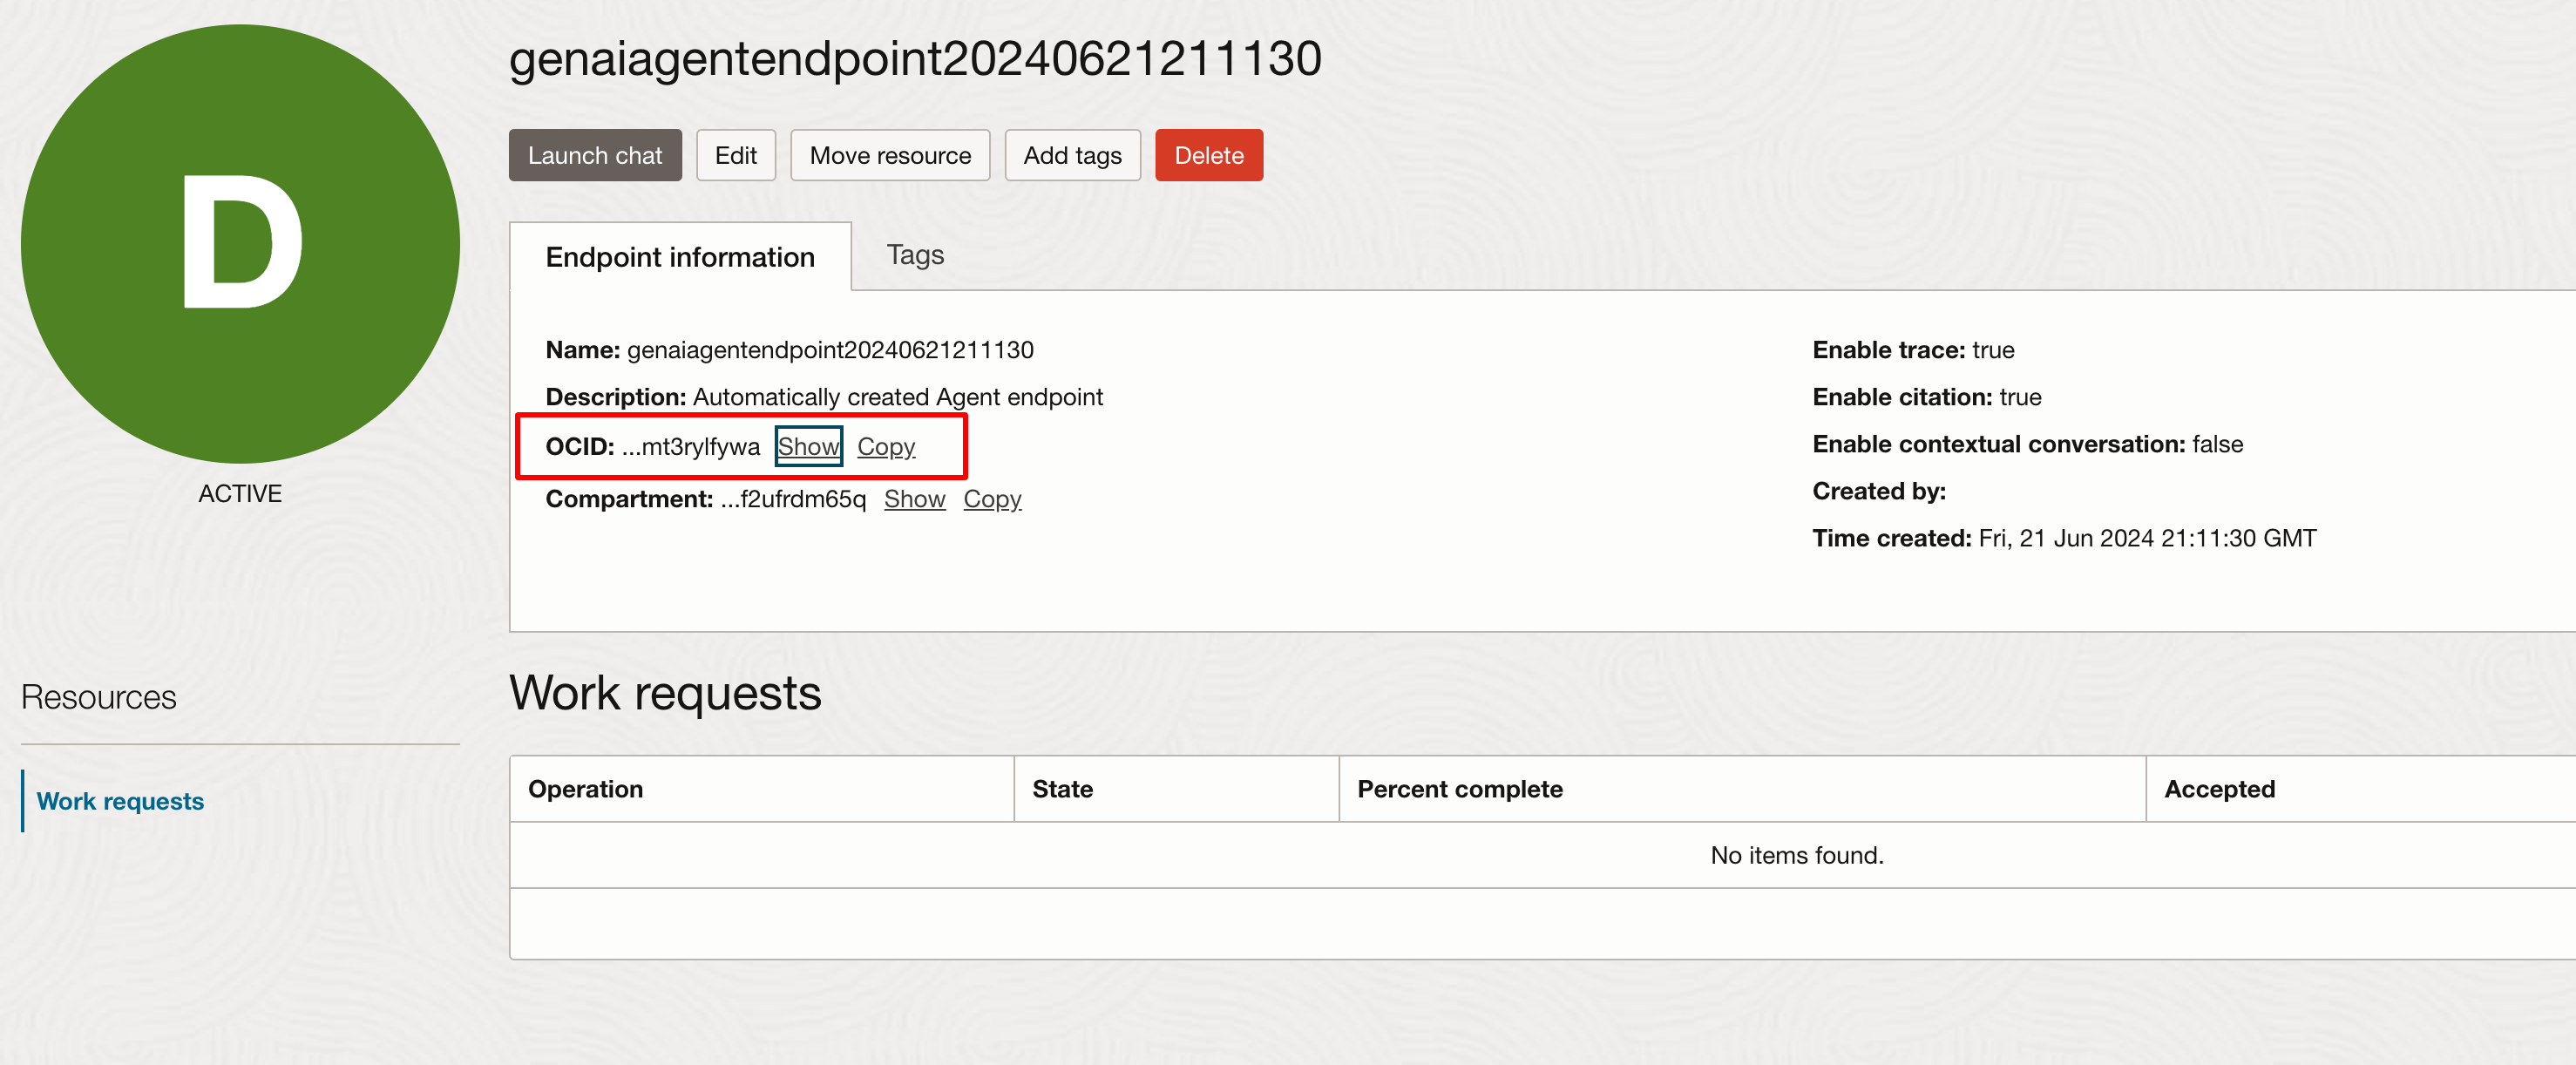 D
ACTIVE
genaiagentendpoint20240621211130
Launch chat Edit Move resource Add tags Delete
Endpoint information Tags
Name: genaiagentendpoint20240621211130
Description: Automatically created Agent endpoint
OCID: ...mt3rylfywa Show Copy
Compartment: ...f2ufrdm65q Show Copy
Enable trace: true
Enable citation: true
Enable contextual conversation: false
Created by:
Time created: Fri, 21 Jun 2024 21:11:30 GMT
Resources
Work requests
Work requests
Operation State Percent complete Accepted
No items found.